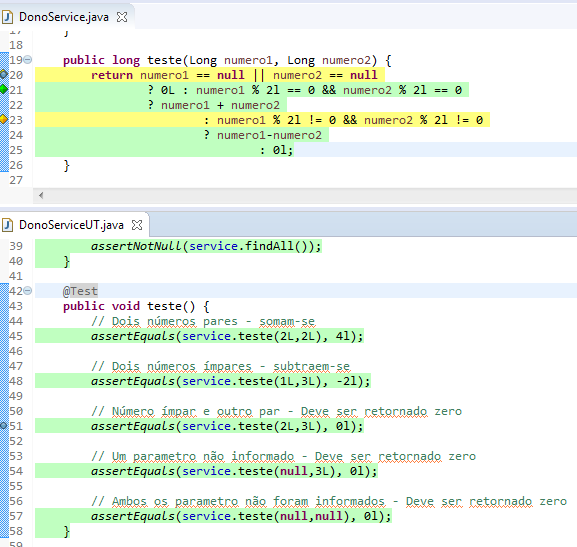 DonoService.java
17 }
18
19 public long teste(Long numero1, Long numero2) {
20 return numero1 == null || numero2 == null
21 ? 0L : numero1 % 2l == 0 && numero2 % 2l == 0
22 ? numero1 + numero2
23 : numero1 % 2l != 0 && numero2 % 2l != 0
24 ? numero1-numero2
25 : 0l;
26 }
27
DonoServiceUT.java
39 assertNotNull(service.findAll());
40 }
41
42 @Test
43 public void teste() {
44 // Dois números pares - somam-se
45 assertEquals(service.teste(2L,2L), 4l);
46
47 // Dois números ímpares - subtraem-se
48 assertEquals(service.teste(1L,3L), -2l);
49
50 // Número ímpar e outro par - Deve ser retornado zero
51 assertEquals(service.teste(2L,3L), 0l);
52
53 // Um parametro não informado - Deve ser retornado zero
54 assertEquals(service.teste(null,3L), 0l);
55
56 // Ambos os parametro não foram informados - Deve ser retornado zero
57 assertEquals(service.teste(null,null), 0l);
58 }
59